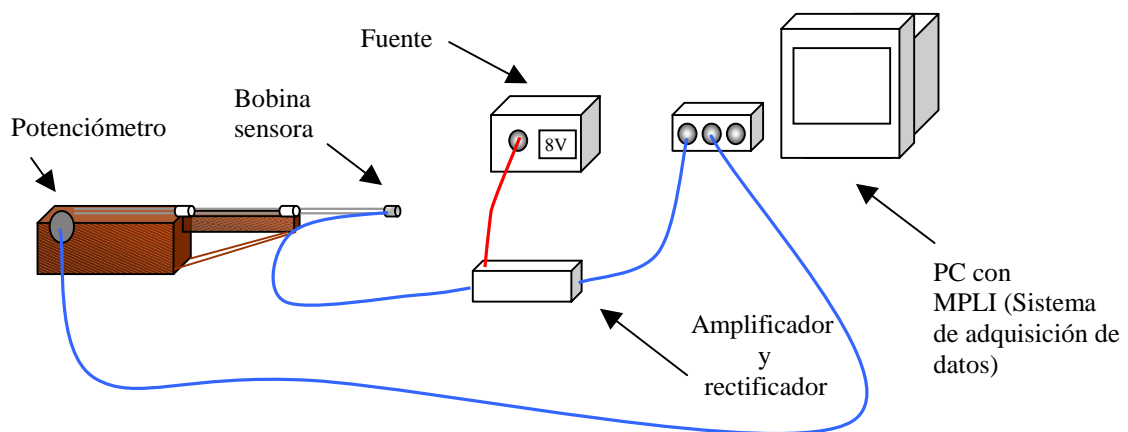 Fuente
Bobina
sensora
Potenciómetro
8V
Amplificador
y
rectificador
PC con
MPLI (Sistema
de adquisición de
datos)